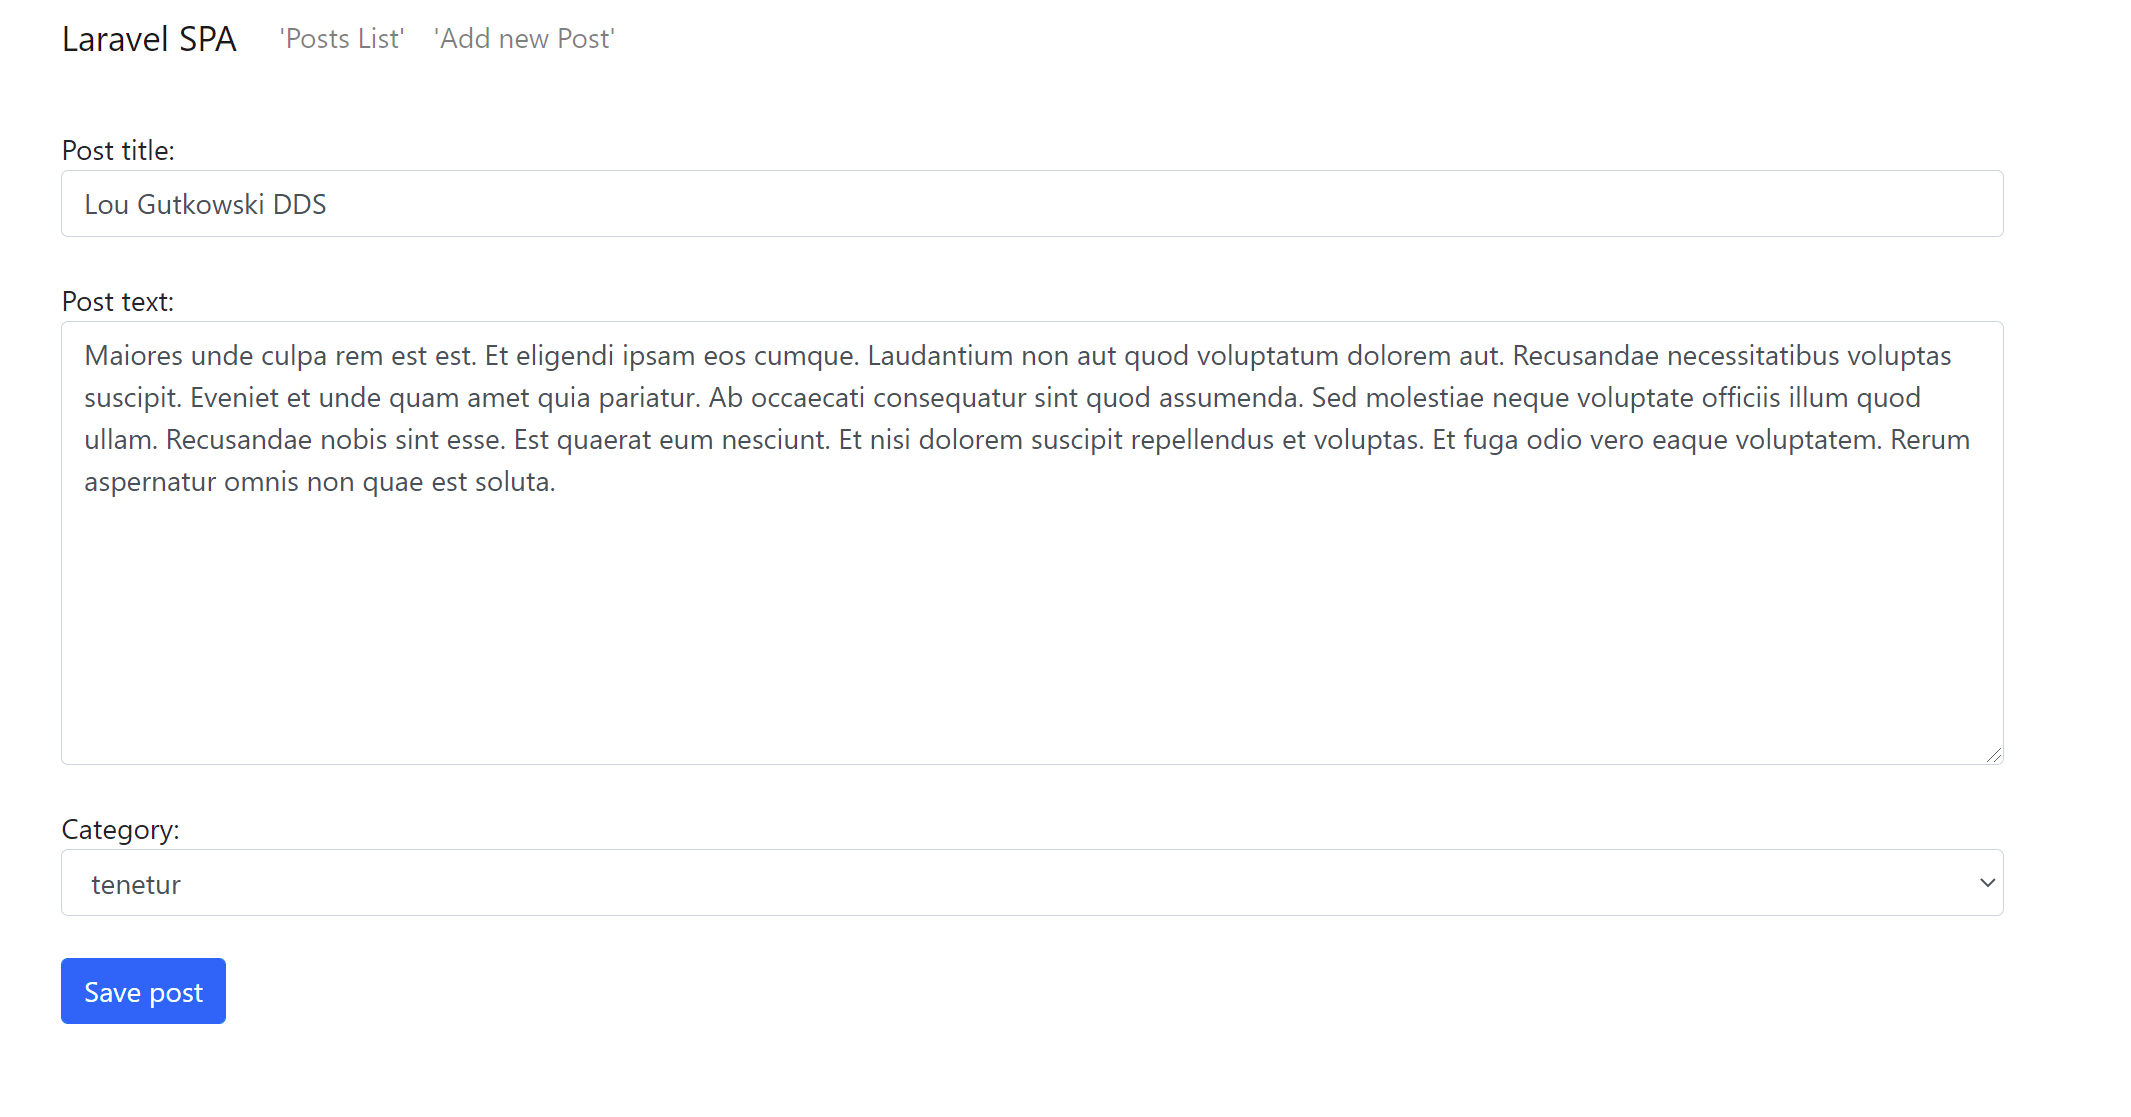 Laravel SPA 'Posts List' 'Add new Post'
Post title:
Lou Gutkowski DDS
Post text:
Maiores unde culpa rem est est. Et eligendi ipsam eos cumque. Laudantium non aut quod voluptatum dolorem aut. Recusandae necessitatibus voluptas
suscipit. Eveniet et unde quam amet quia pariatur. Ab occaecati consequatur sint quod assumenda. Sed molestiae neque voluptate officiis illum quod
ullam. Recusandae nobis sint esse. Est quaerat eum nesciunt. Et nisi dolorem suscipit repellendus et voluptas. Et fuga odio vero eaque voluptatem. Rerum
aspernatur omnis non quae est soluta.
Category:
tenetur
Save post